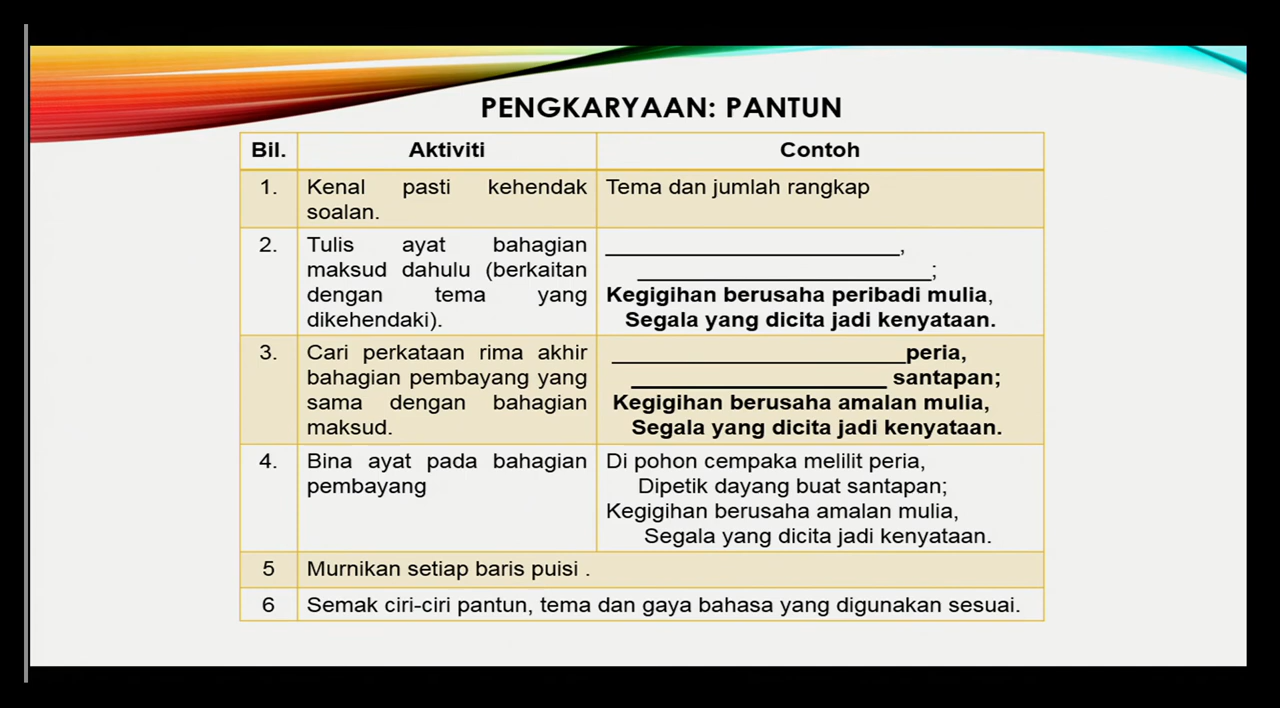 PENGKARYAAN: PANTUN
Bil. Aktiviti Contoh
1. Kenal pasti kehendak soalan.
Tema dan jumlah rangkap
2. Tulis ayat bahagian
maksud dahulu (berkaitan
dengan tema yang
dikehendaki).
__________________________,
__________________________;
Kegigihan berusaha peribadi mulia,
Segala yang dicita jadi kenyataan.
3. Cari perkataan rima akhir
bahagian pembayang yang
sama dengan bahagian
maksud.
__________________________peria,
______________________ santapan;
Kegigihan berusaha amalan mulia,
Segala yang dicita jadi kenyataan.
4. Bina ayat pada bahagian
pembayang
Di pohon cempaka melilit peria,
Dipetik dayang buat santapan;
Kegigihan berusaha amalan mulia,
Segala yang dicita jadi kenyataan.
5 Murnikan setiap baris puisi .
6 Semak ciri-ciri pantun, tema dan gaya bahasa yang digunakan sesuai.